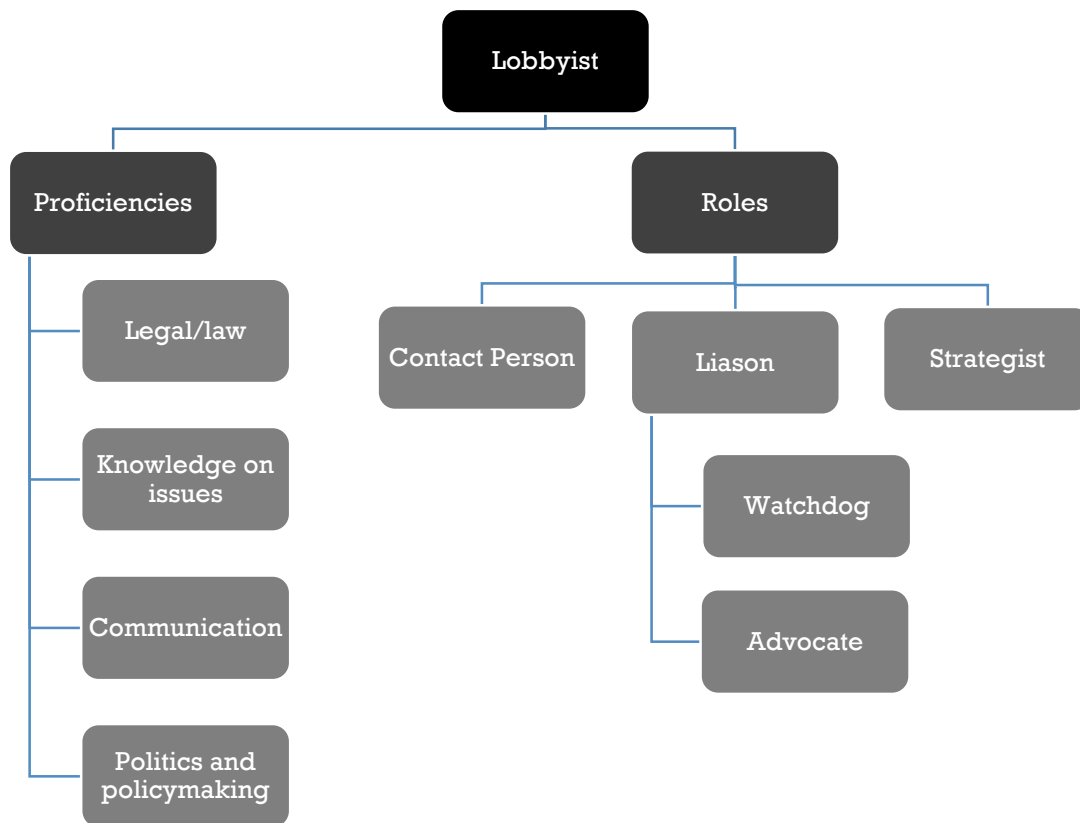 Lobbyist
Proficiencies
Roles
Legal/law
Knowledge on
issues
Communication
Politics and
policymaking
Contact Person
Liason
Strategist
Watchdog
Advocate